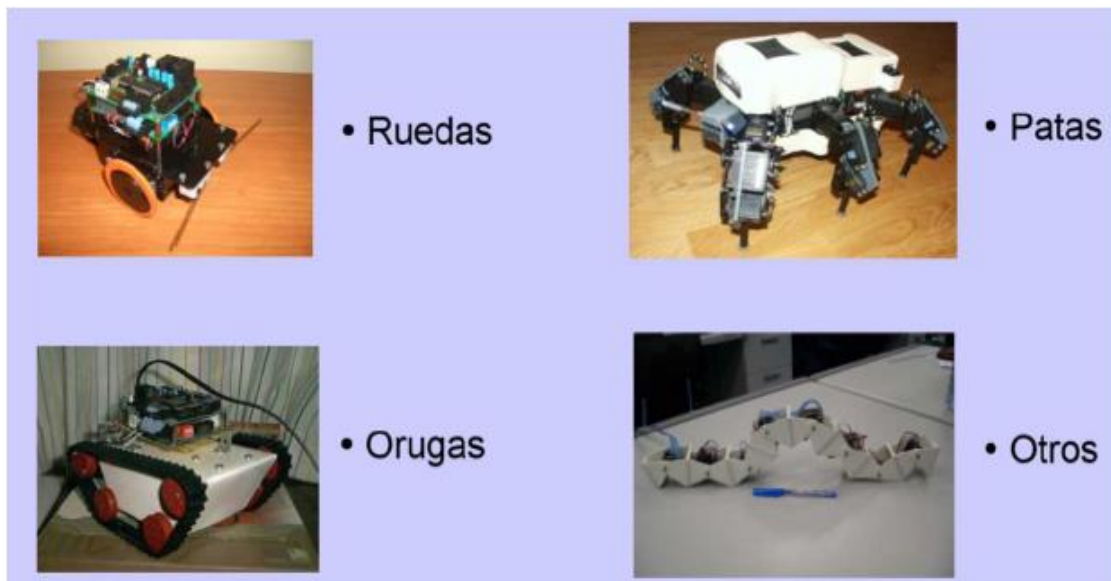 • Ruedas
• Patas
• Orugas
• Otros